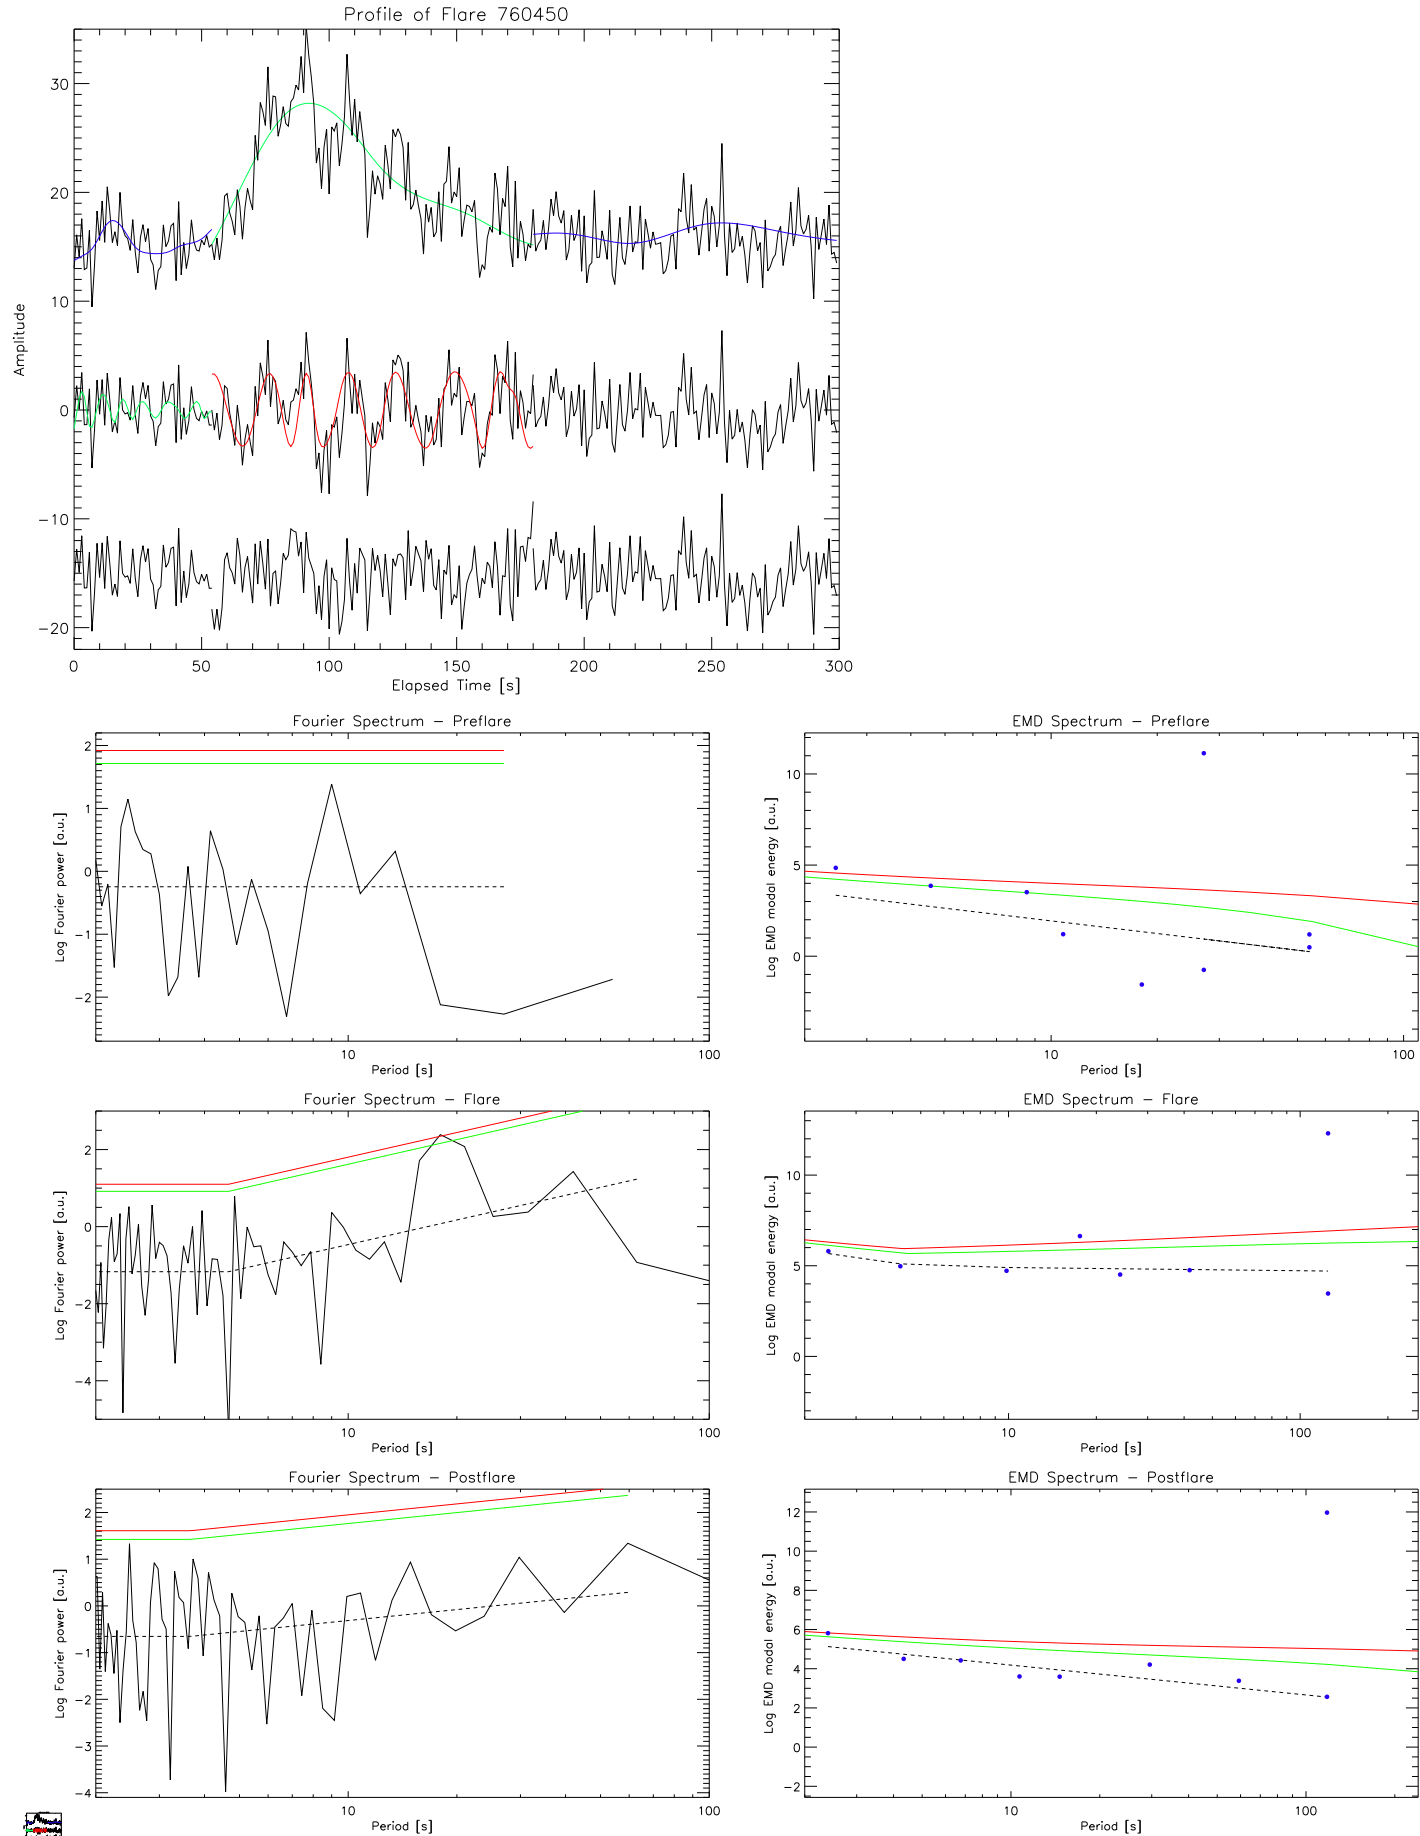 Profile of Flare 760450
30
20
10
0
−10
−20
Amplitude
0 50 100 150 200 250 300
Elapsed Time [s]
Fourier Spectrum − Preflare
2
1
0
−1
−2
Log Fourier power [a.u.]
10 100
Period [s]
EMD Spectrum − Preflare
10
5
0
Log EMD modal energy [a.u.]
10 100
Period [s]
Fourier Spectrum − Flare
2
0
−2
−4
Log Fourier power [a.u.]
10 100
Period [s]
EMD Spectrum − Flare
10
5
0
Log EMD modal energy [a.u.]
10 100
Period [s]
Fourier Spectrum − Postflare
2
1
0
−1
−2
−3
−4
Log Fourier power [a.u.]
10 100
Period [s]
EMD Spectrum − Postflare
12
10
8
6
4
2
0
−2
Log EMD modal energy [a.u.]
10 100
Period [s]